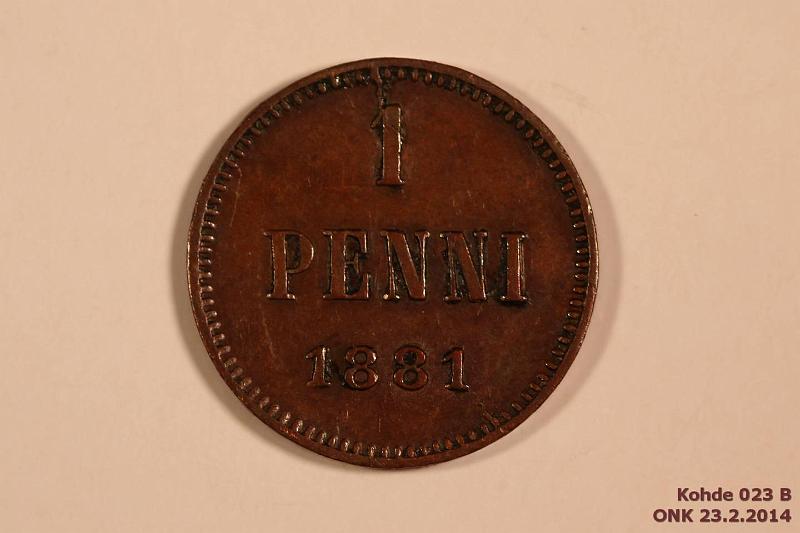 1
PENNI
1881
Kohde 023 B
ONK 23.2.2014